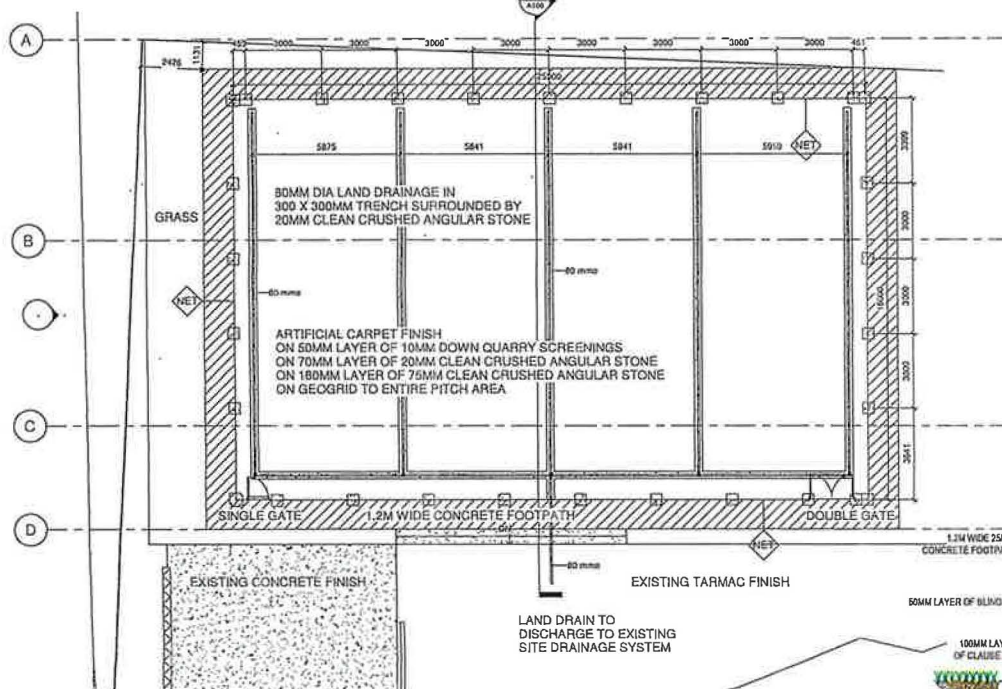 A500
A
453
3000
3000
3000
3000
3000
3000
3000
3000
451
2426
1131
25000
5875
5841
5941
5910
NET
3300
80MM DIA LAND DRAINAGE IN
300 X 300MM TRENCH SURROUNDED BY
20MM CLEAN CRUSHED ANGULAR STONE
GRASS
B
3000
80 mmø
80 mmø
NET
3000
16000
ARTIFICIAL CARPET FINISH
ON 50MM LAYER OF 10MM DOWN QUARRY SCREENINGS
ON 70MM LAYER OF 20MM CLEAN CRUSHED ANGULAR STONE
ON 180MM LAYER OF 75MM CLEAN CRUSHED ANGULAR STONE
ON GEOGRID TO ENTIRE PITCH AREA
3000
C
3641
SINGLE GATE
1.2M WIDE CONCRETE FOOTPATH
DOUBLE GATE
D
NET
1.2M WIDE 25
CONCRETE FOOTPA
EXISTING CONCRETE FINISH
80 mmø
EXISTING TARMAC FINISH
50MM LAYER OF BLIND
LAND DRAIN TO
DISCHARGE TO EXISTING
SITE DRAINAGE SYSTEM
100MM LAY
OF CLAUSE